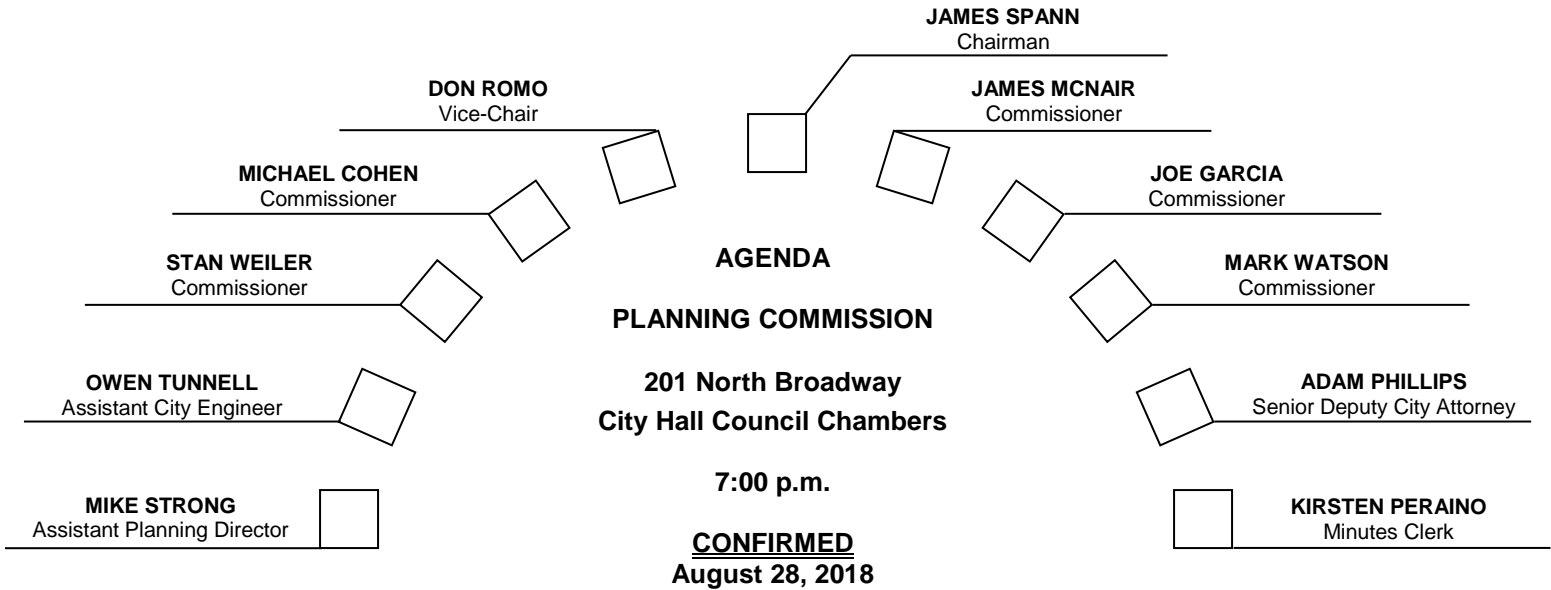 JAMES SPANN
Chairman
DON ROMO
Vice-Chair
JAMES MCNAIR
Commissioner
MICHAEL COHEN
Commissioner
JOE GARCIA
Commissioner
STAN WEILER
Commissioner
MARK WATSON
Commissioner
OWEN TUNNELL
Assistant City Engineer
ADAM PHILLIPS
Senior Deputy City Attorney
MIKE STRONG
Assistant Planning Director
KIRSTEN PERAINO
Minutes Clerk
AGENDA
PLANNING COMMISSION
201 North Broadway
City Hall Council Chambers
7:00 p.m.
CONFIRMED
August 28, 2018